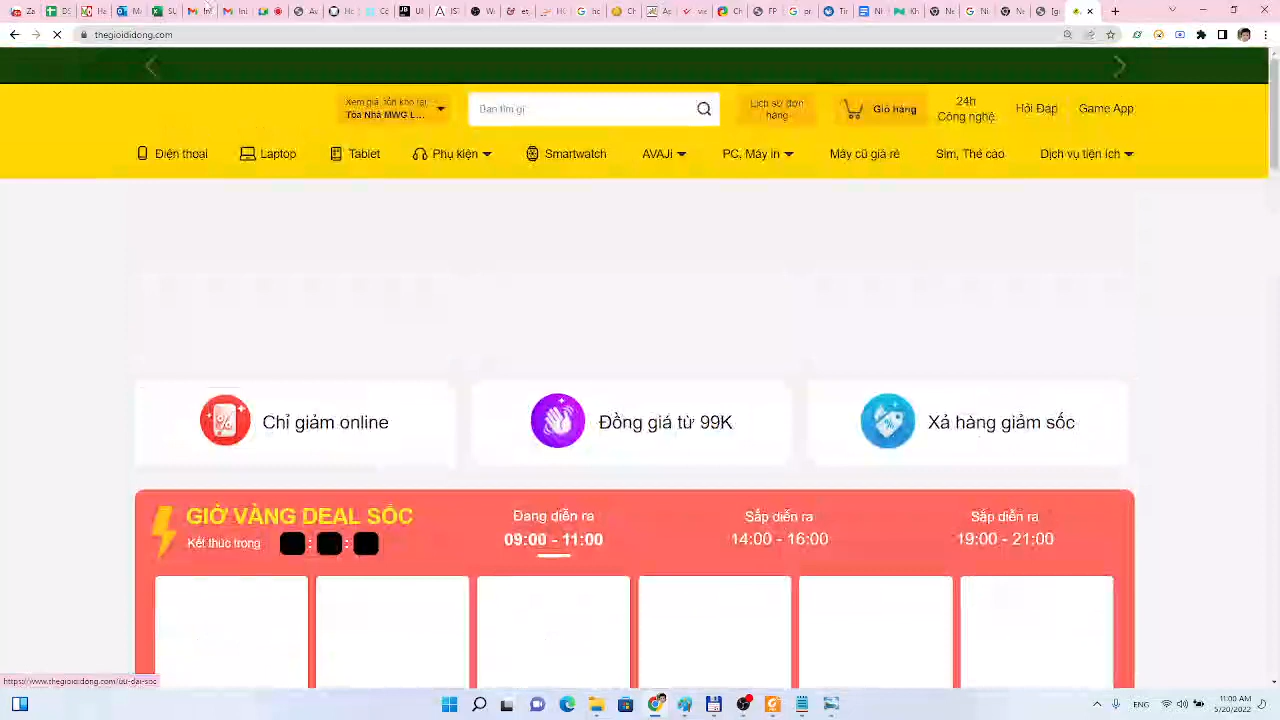 thegioididong.com
Xem giá, tồn kho tại:
Tòa Nhà MWG L...
Bạn tìm gì
Lịch sử đơn hàng
Giỏ hàng
24h Công nghệ
Hỏi Đáp
Game App
Điện thoại
Laptop
Tablet
Phụ kiện
Smartwatch
AVAJi
PC, Máy in
Máy cũ giá rẻ
Sim, Thẻ cào
Dịch vụ tiện ích
Chỉ giảm online
Đồng giá từ 99K
Xả hàng giảm sốc
GIỜ VÀNG DEAL SỐC
Kết thúc trong : :
Đang diễn ra
09:00 - 11:00
Sắp diễn ra
14:00 - 16:00
Sắp diễn ra
19:00 - 21:00
https://www.thegioididong.com/uu-dai-soc
ENG
11:00 AM
5/20/2022